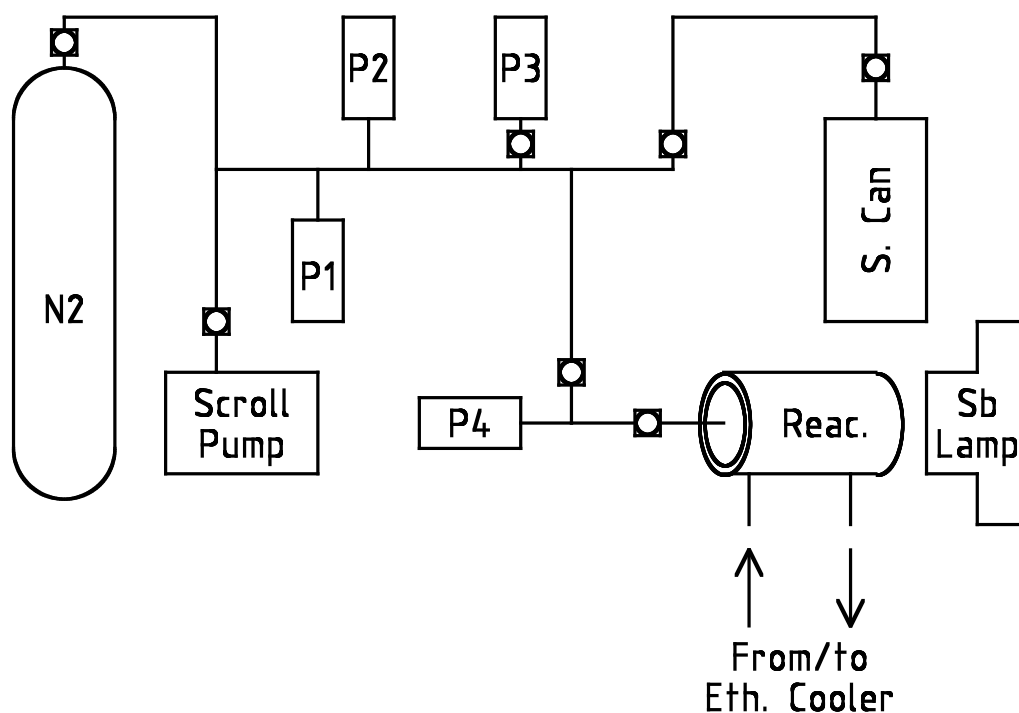 P2
P3
S. Can
N2
P1
Scroll
Pump
P4
Reac.
Sb
Lamp
From/to
Eth. Cooler